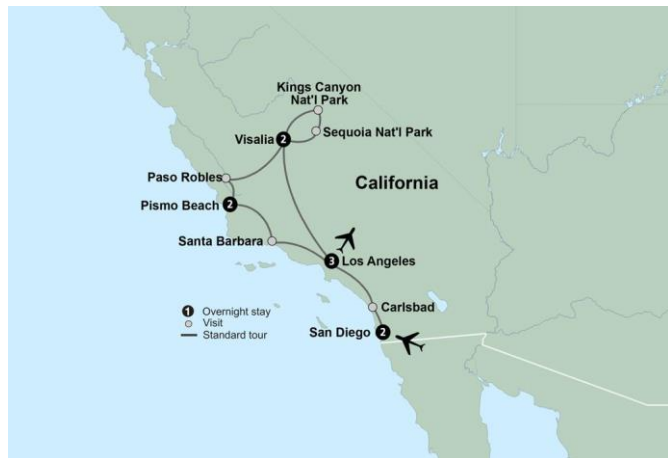 Kings Canyon
Nat'l Park
2
Visalia
Sequoia Nat'l Park
Paso Robles
California
Pismo Beach
2
Santa Barbara
3
Los Angeles
1
Overnight stay
Visit
Standard tour
Carlsbad
San Diego
2